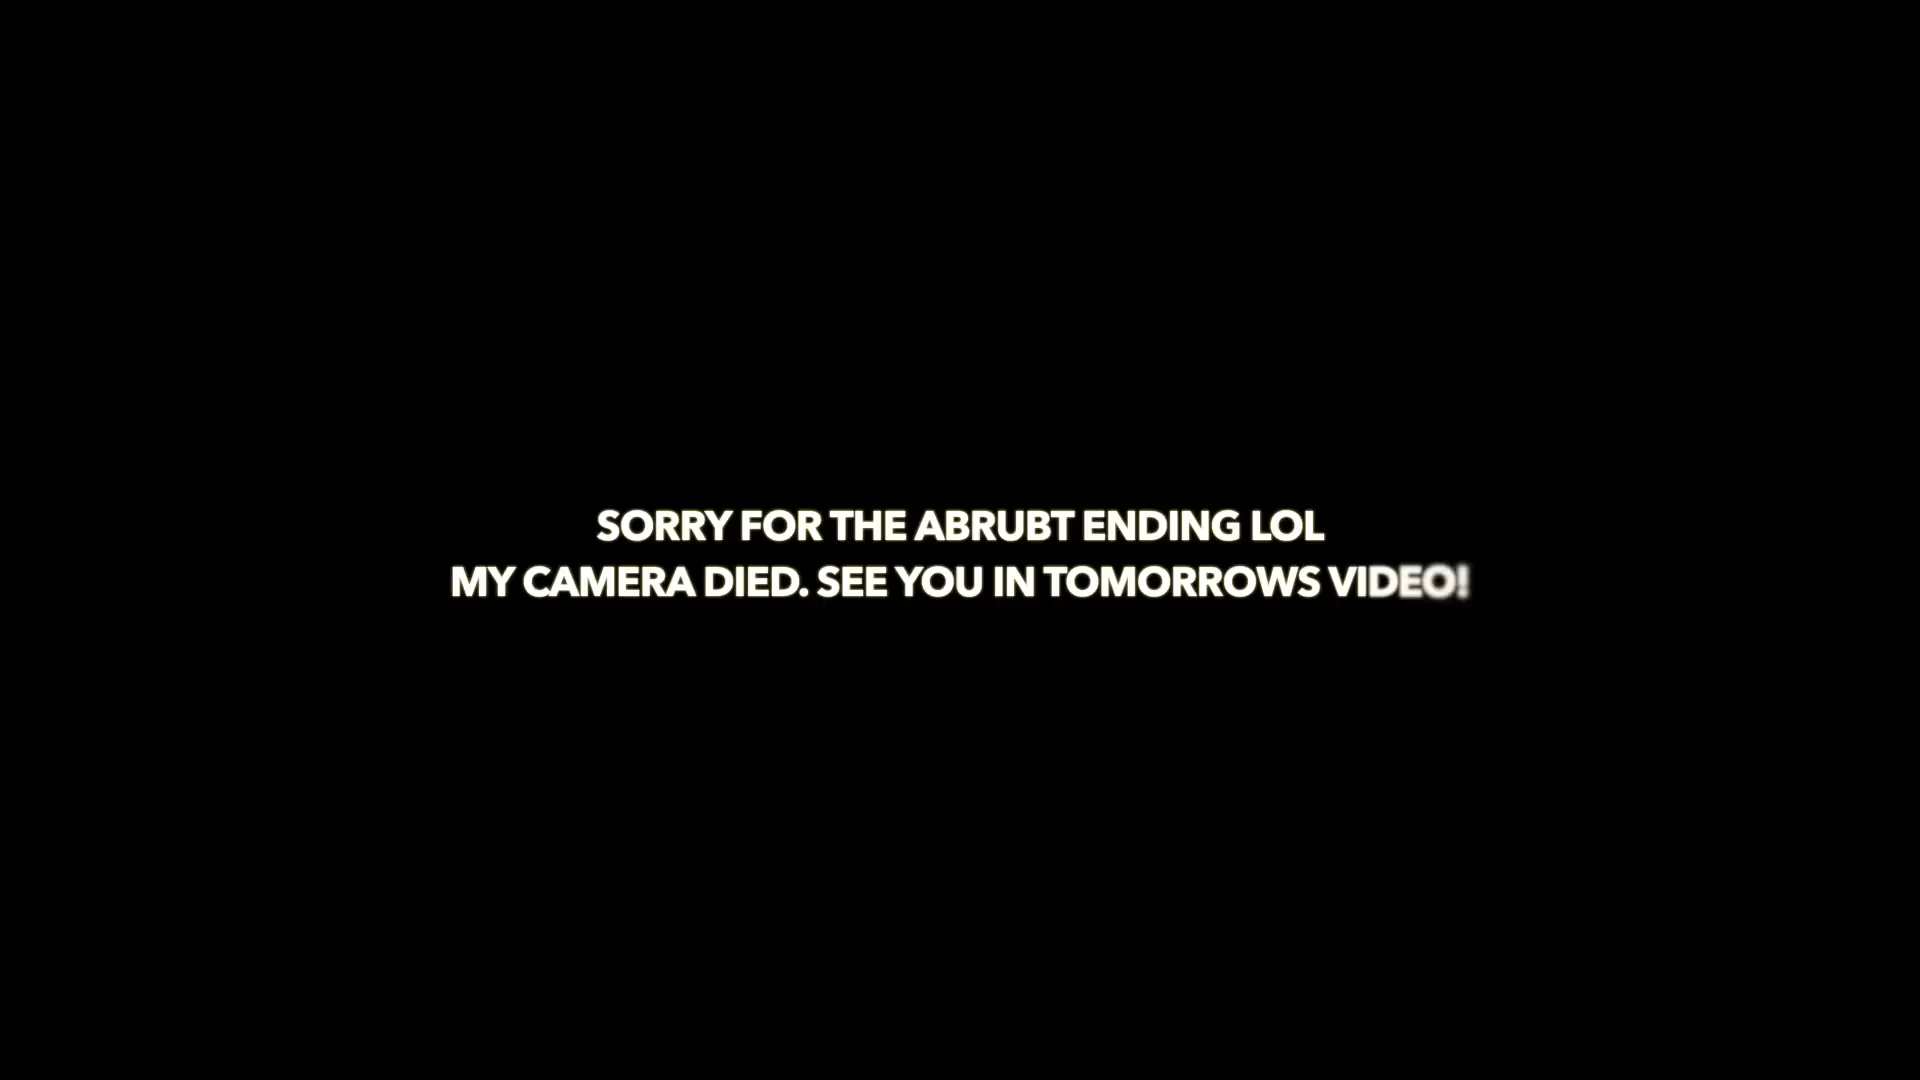 SORRY FOR THE ABRUBT ENDING LOL
MY CAMERA DIED. SEE YOU IN TOMORROWS VIDEO!